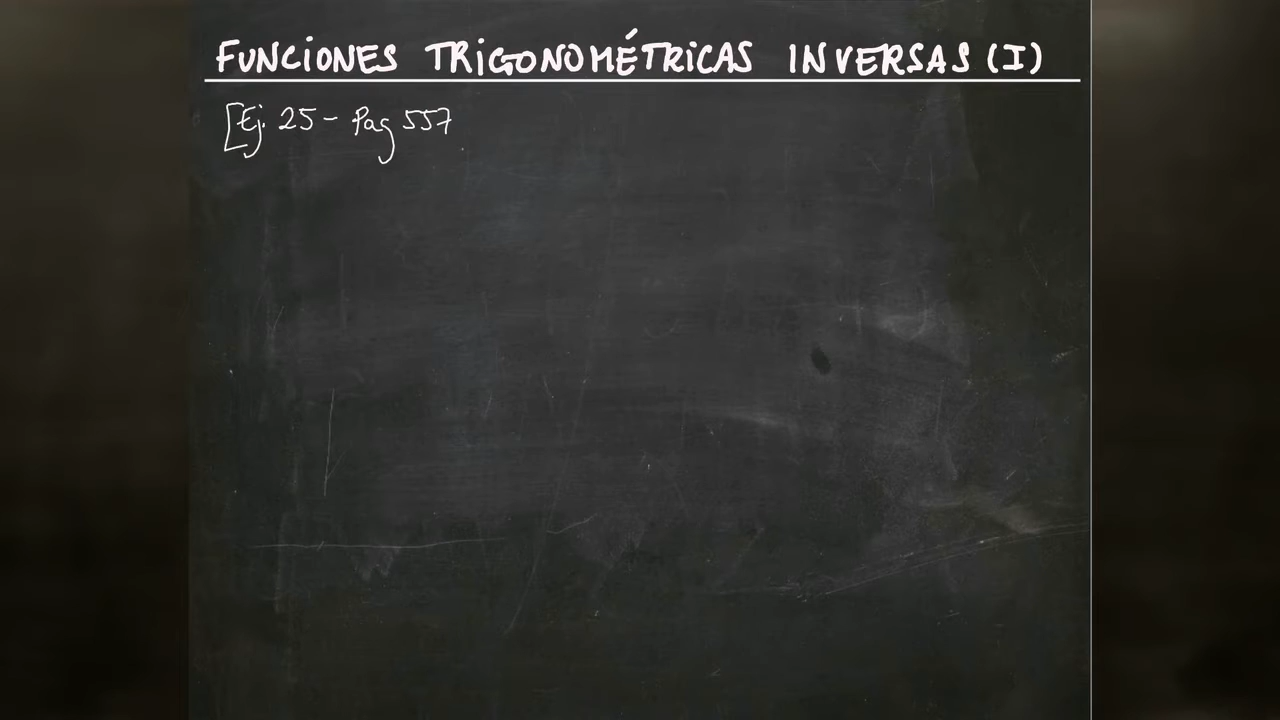 FUNCIONES TRIGONOMÉTRICAS INVERSAS (I)
[Ej. 25 - Pag 557